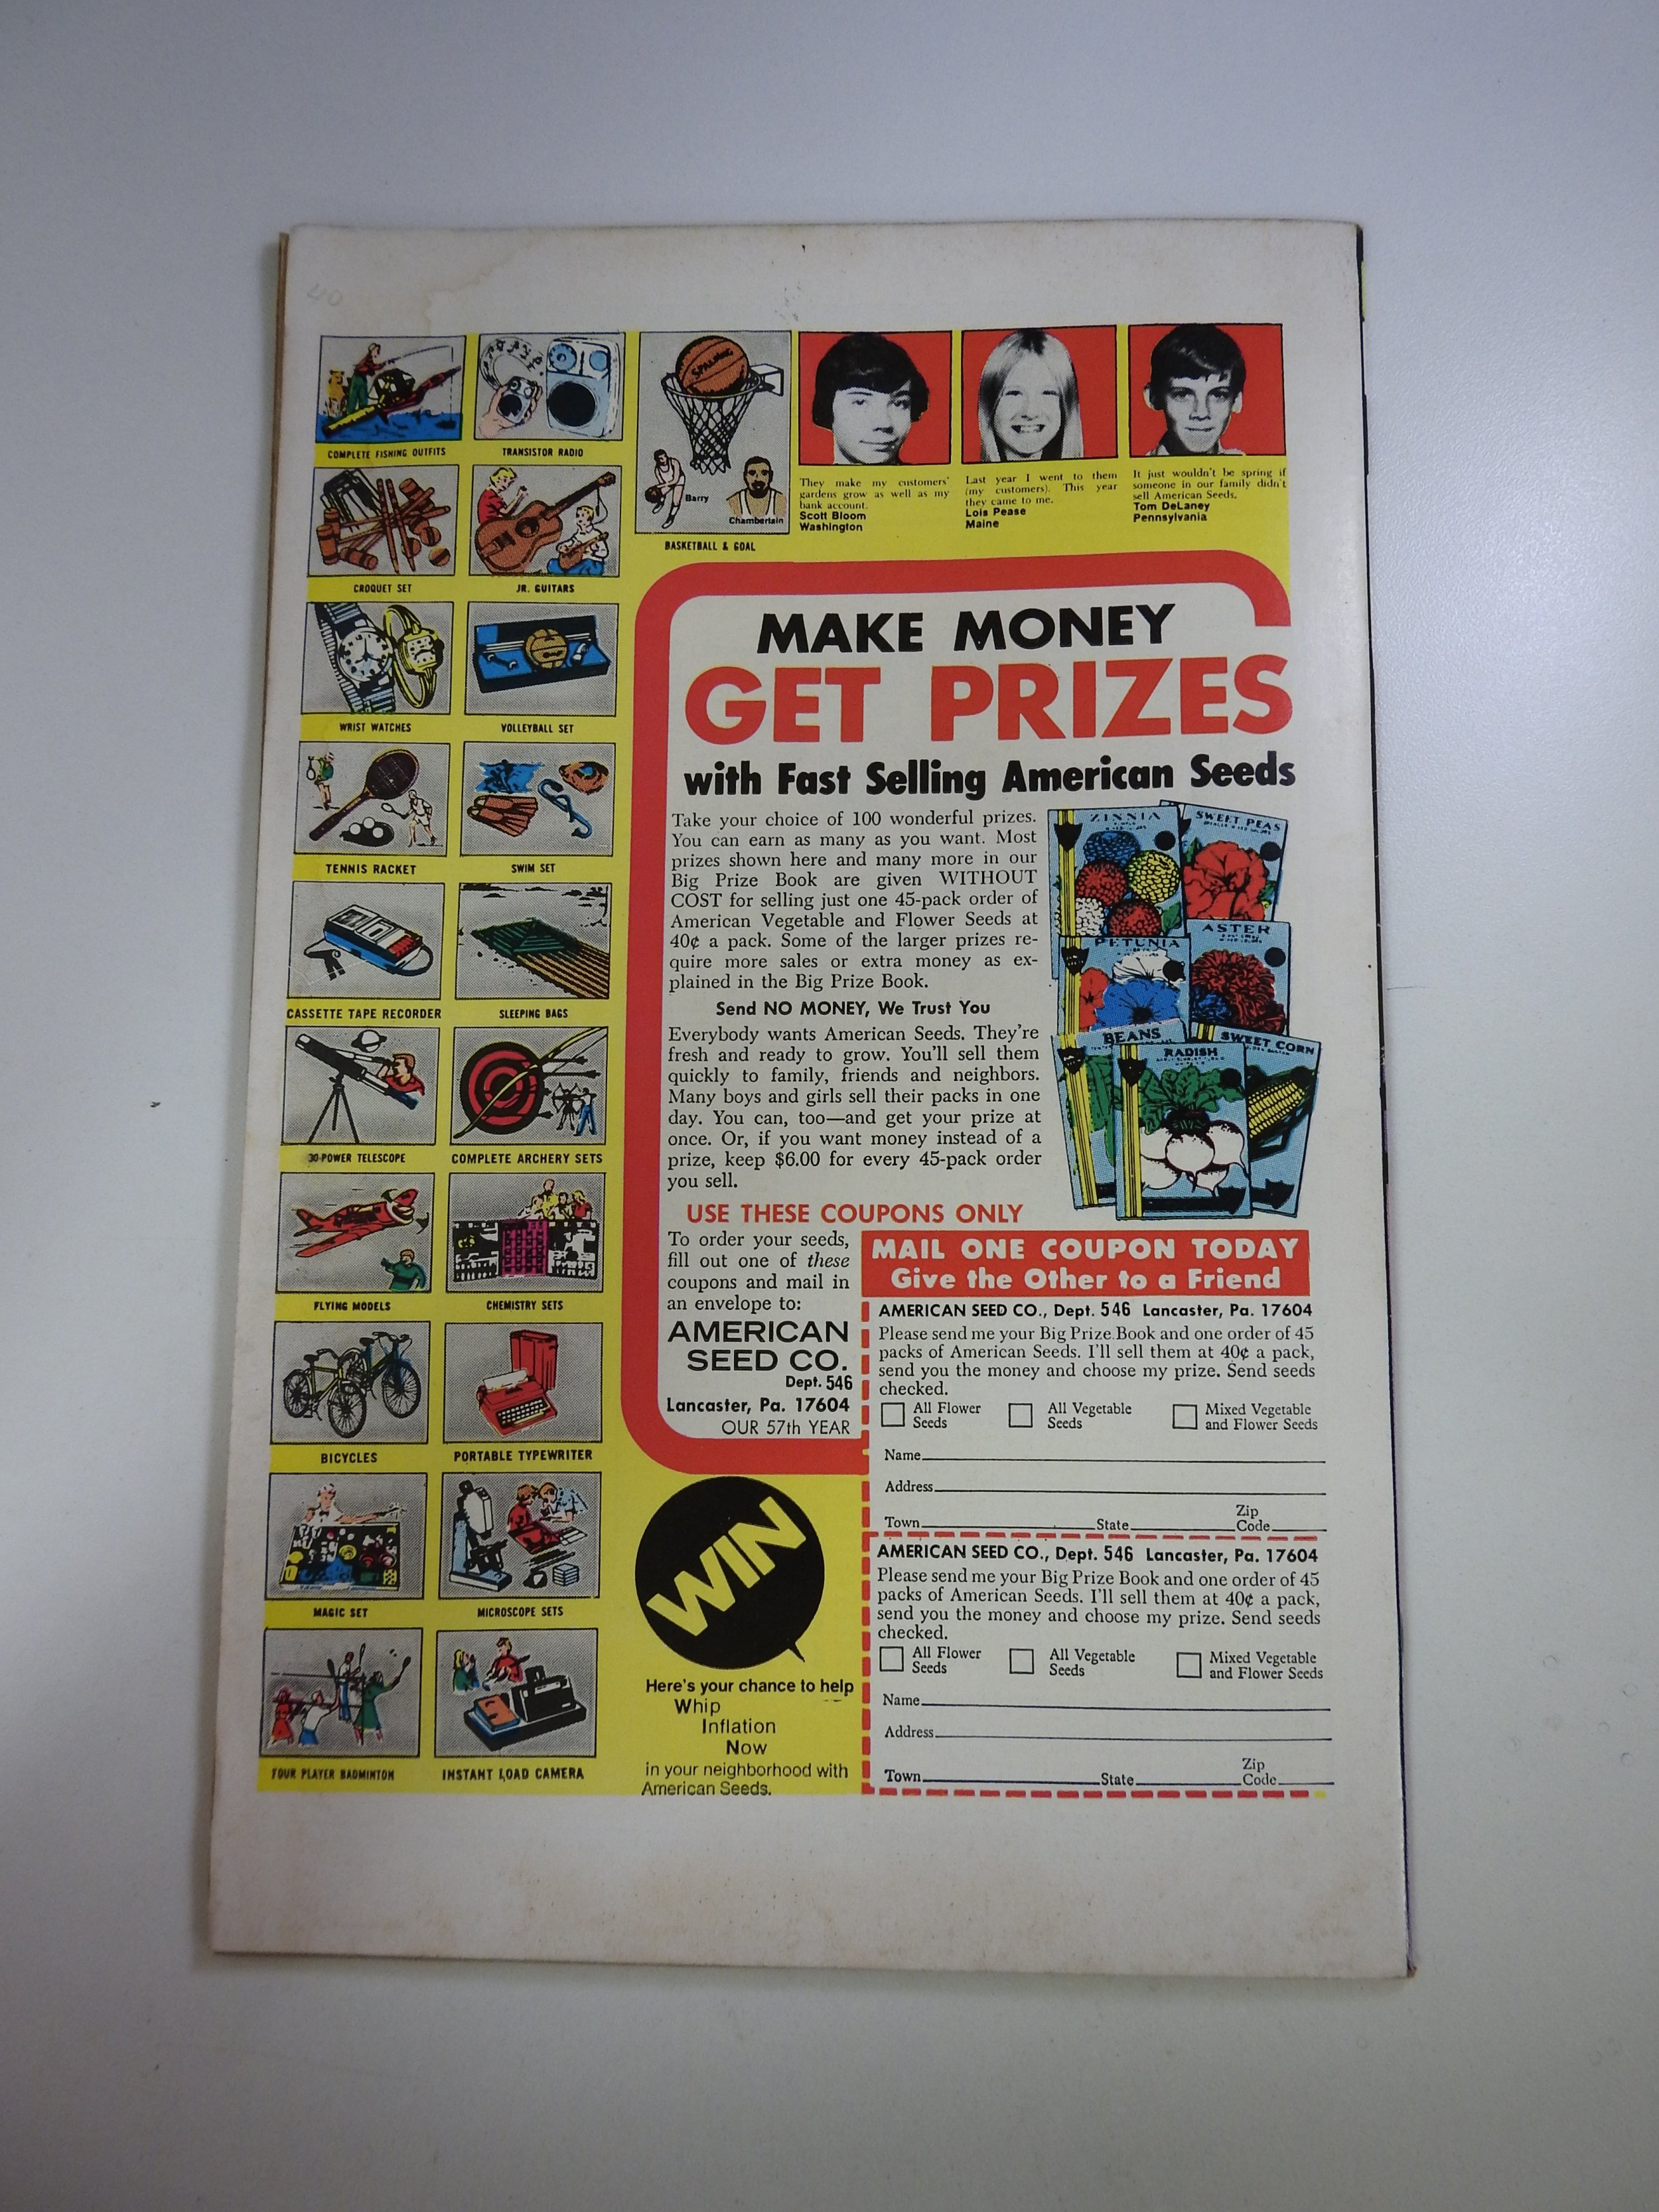 40
COMPLETE FISHING OUTFITS
TRANSISTOR RADIO
SPALDING
Barry
Chamberlain
BASKETBALL & GOAL
CROQUET SET
JR. GUITARS
WRIST WATCHES
VOLLEYBALL SET
TENNIS RACKET
SWIM SET
CASSETTE TAPE RECORDER
SLEEPING BAGS
30-POWER TELESCOPE
COMPLETE ARCHERY SETS
FLYING MODELS
CHEMISTRY SETS
BICYCLES
PORTABLE TYPEWRITER
MAGIC SET
MICROSCOPE SETS
FOUR PLAYER BADMINTON
INSTANT LOAD CAMERA
They make my customers'
gardens grow as well as my
bank account.
Scott Bloom
Washington
Last year I went to them
(my customers). This year
they came to me.
Lois Pease
Maine
It just wouldn't be spring if
someone in our family didn't
sell American Seeds.
Tom DeLaney
Pennsylvania
MAKE MONEY
GET PRIZES
with Fast Selling American Seeds
Take your choice of 100 wonderful prizes.
You can earn as many as you want. Most
prizes shown here and many more in our
Big Prize Book are given WITHOUT
COST for selling just one 45-pack order of
American Vegetable and Flower Seeds at
40¢ a pack. Some of the larger prizes re-
quire more sales or extra money as ex-
plained in the Big Prize Book.
Send NO MONEY, We Trust You
Everybody wants American Seeds. They're
fresh and ready to grow. You'll sell them
quickly to family, friends and neighbors.
Many boys and girls sell their packs in one
day. You can, too—and get your prize at
once. Or, if you want money instead of a
prize, keep $6.00 for every 45-pack order
you sell.
ZINNIA
SWEET PEAS
PETUNIA
ASTER
BEANS
RADISH
SWEET CORN
USE THESE COUPONS ONLY
To order your seeds,
fill out one of these
coupons and mail in
an envelope to:
AMERICAN
SEED CO.
Dept. 546
Lancaster, Pa. 17604
OUR 57th YEAR
MAIL ONE COUPON TODAY
Give the Other to a Friend
AMERICAN SEED CO., Dept. 546 Lancaster, Pa. 17604
Please send me your Big Prize Book and one order of 45
packs of American Seeds. I'll sell them at 40¢ a pack,
send you the money and choose my prize. Send seeds
checked.
All Flower Seeds
All Vegetable Seeds
Mixed Vegetable and Flower Seeds
Name
Address
Town State Zip Code
AMERICAN SEED CO., Dept. 546 Lancaster, Pa. 17604
Please send me your Big Prize Book and one order of 45
packs of American Seeds. I'll sell them at 40¢ a pack,
send you the money and choose my prize. Send seeds
checked.
All Flower Seeds
All Vegetable Seeds
Mixed Vegetable and Flower Seeds
Name
Address
Town State Zip Code
WIN
Here's your chance to help
Whip
Inflation
Now
in your neighborhood with
American Seeds.